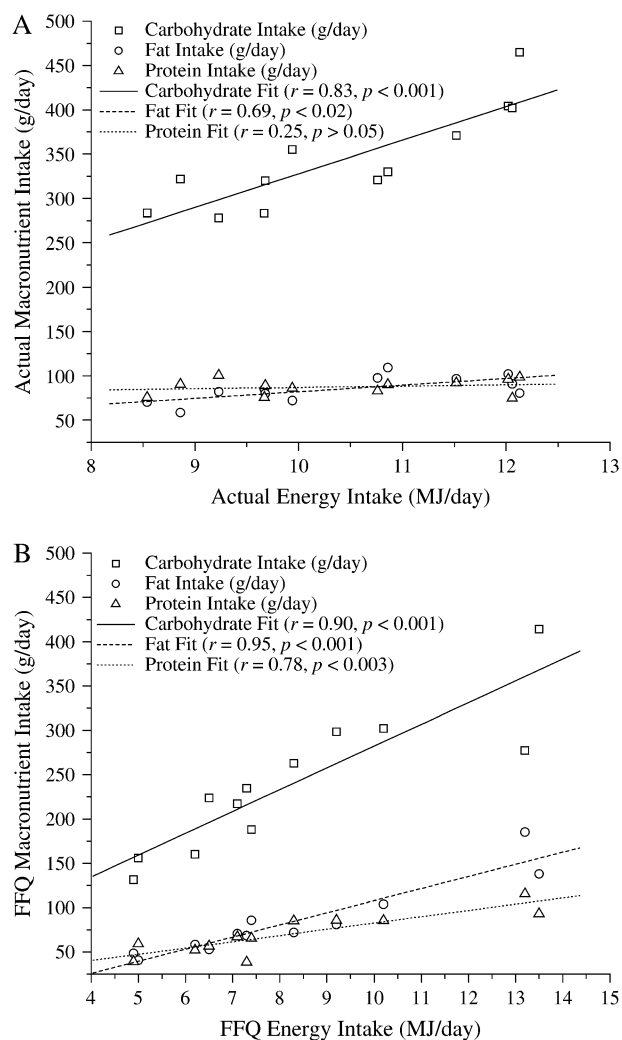 A
500
450
400
350
300
250
200
150
100
50
Actual Macronutrient Intake (g/day)
Carbohydrate Intake (g/day)
Fat Intake (g/day)
Protein Intake (g/day)
Carbohydrate Fit (r = 0.83, p < 0.001)
Fat Fit (r = 0.69, p < 0.02)
Protein Fit (r = 0.25, p > 0.05)
8 9 10 11 12 13
Actual Energy Intake (MJ/day)
B
500
450
400
350
300
250
200
150
100
50
FFQ Macronutrient Intake (g/day)
Carbohydrate Intake (g/day)
Fat Intake (g/day)
Protein Intake (g/day)
Carbohydrate Fit (r = 0.90, p < 0.001)
Fat Fit (r = 0.95, p < 0.001)
Protein Fit (r = 0.78, p < 0.003)
4 5 6 7 8 9 10 11 12 13 14 15
FFQ Energy Intake (MJ/day)